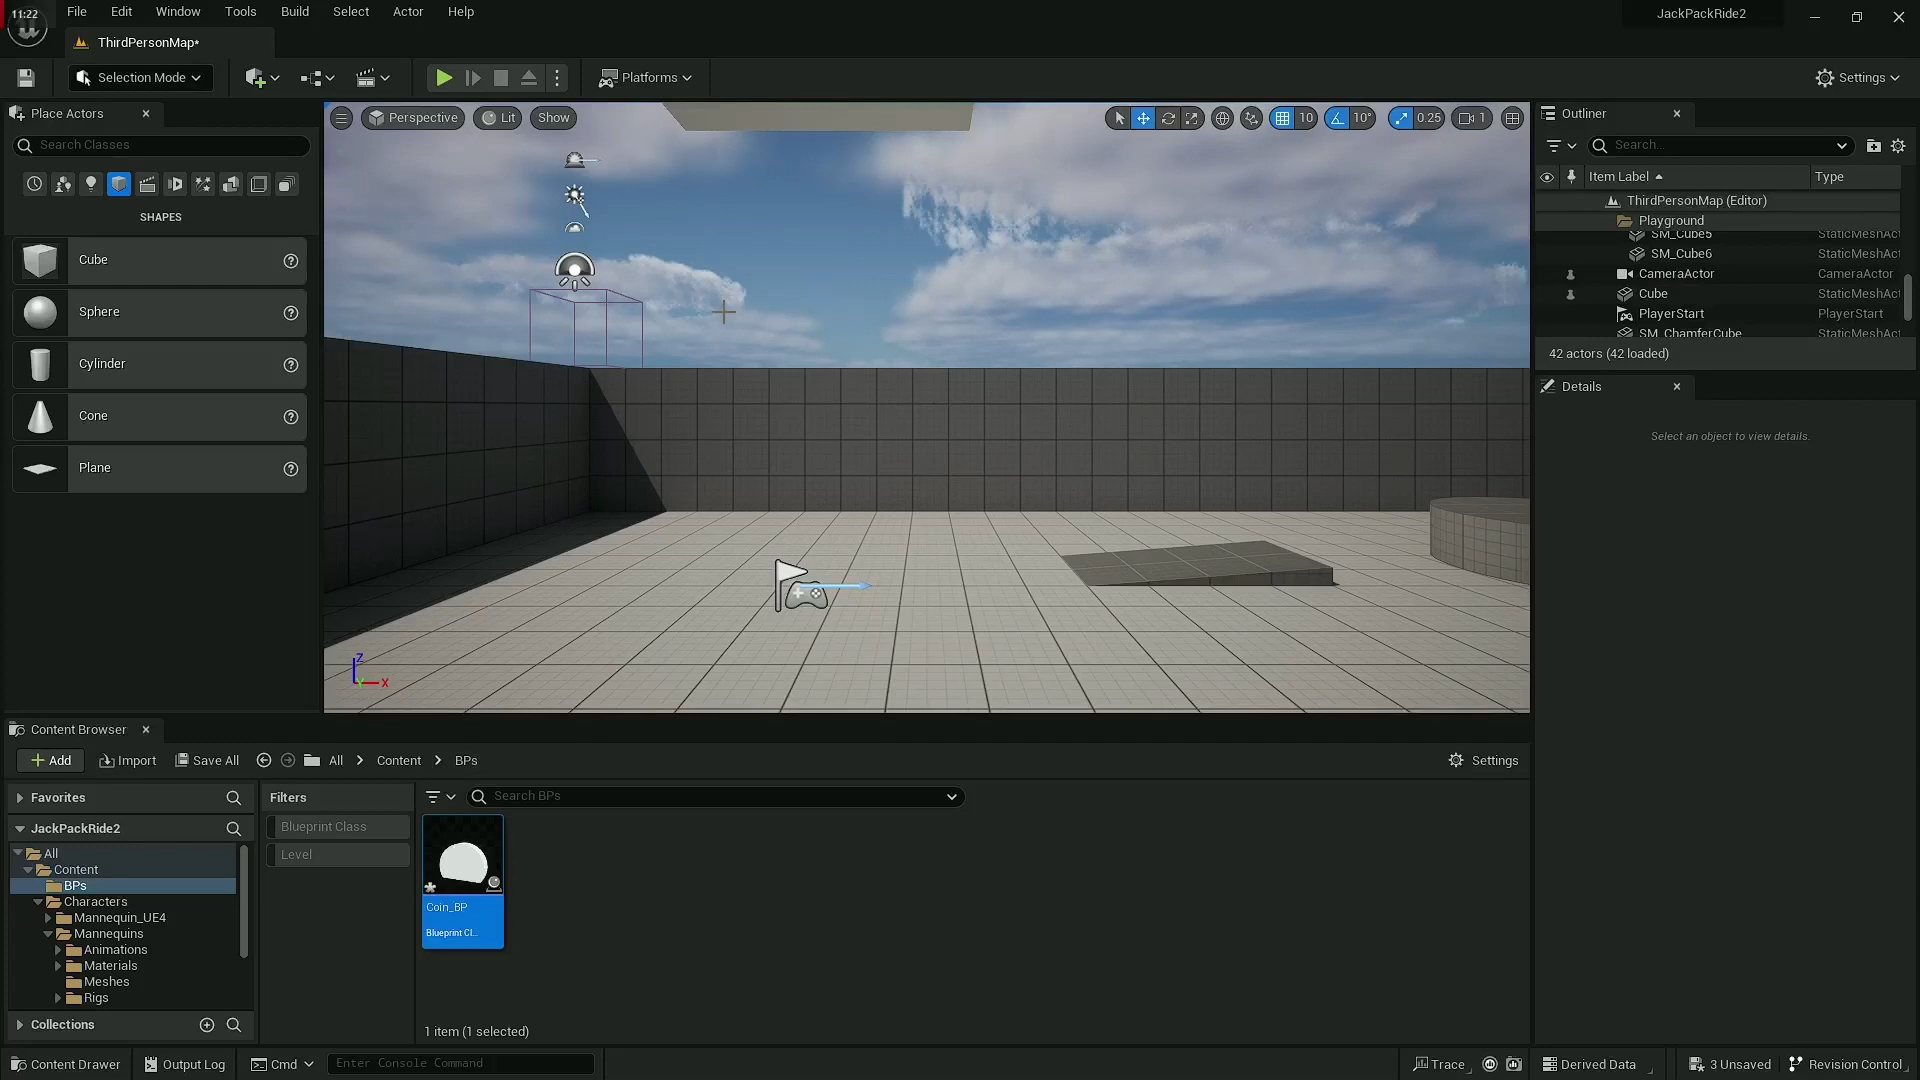 11:22
File Edit Window Tools Build Select Actor Help
JackPackRide2
ThirdPersonMap*
Selection Mode
Platforms
Settings
Place Actors
Search Classes
SHAPES
Cube
Sphere
Cylinder
Cone
Plane
Perspective Lit Show
10 10° 0.25 1
Z
Y X
Outliner
Search...
Item Label Type
ThirdPersonMap (Editor)
Playground
SM_Cube5 StaticMeshAct
SM_Cube6 StaticMeshAct
CameraActor CameraActor
Cube StaticMeshAct
PlayerStart PlayerStart
SM_ChamferCube StaticMeshAct
42 actors (42 loaded)
Details
Select an object to view details.
Content Browser
Add Import Save All All Content BPs Settings
Favorites
JackPackRide2
All
Content
BPs
Characters
Mannequin_UE4
Mannequins
Animations
Materials
Meshes
Rigs
Collections
Filters
Blueprint Class
Level
Search BPs
Coin_BP
Blueprint Cl...
1 item (1 selected)
Content Drawer Output Log Cmd Enter Console Command Trace Derived Data 3 Unsaved Revision Control